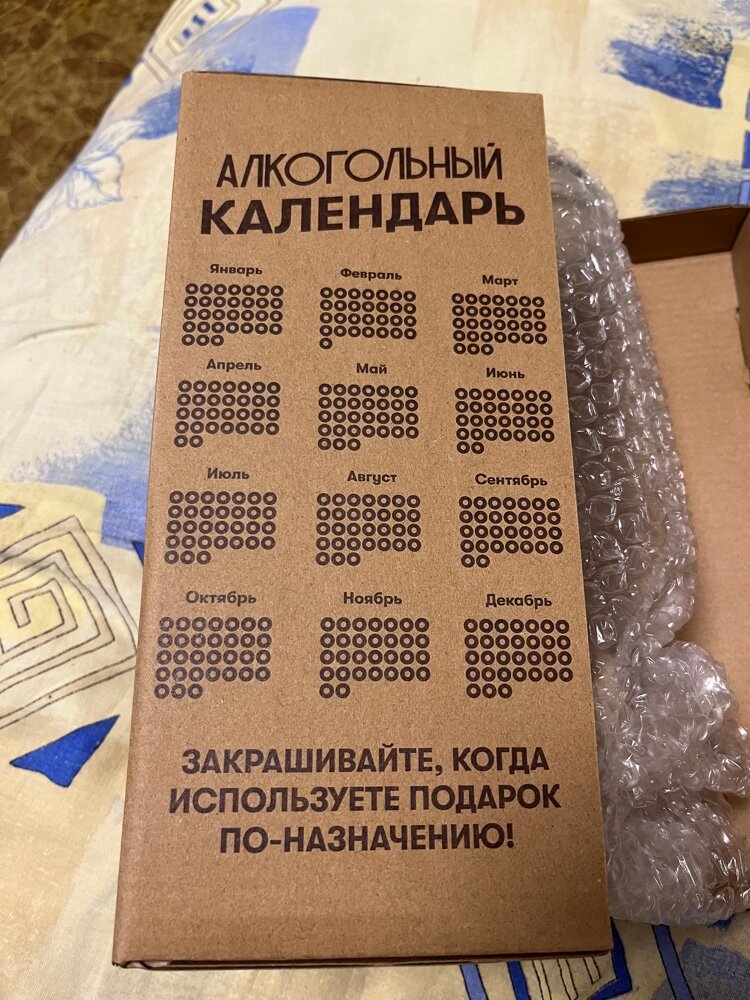 АЛКОГОЛЬНЫЙ
КАЛЕНДАРЬ
Январь Февраль Март
Апрель Май Июнь
Июль Август Сентябрь
Октябрь Ноябрь Декабрь
ЗАКРАШИВАЙТЕ, КОГДА
ИСПОЛЬЗУЕТЕ ПОДАРОК
ПО-НАЗНАЧЕНИЮ!